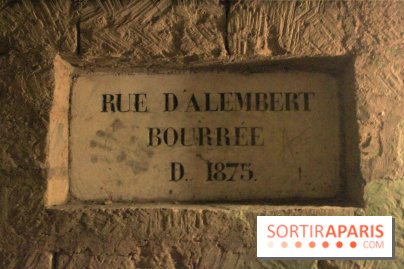 RUE D'ALEMBERT
BOURRÉE
D. 1875.
SORTIRAPARIS
.COM